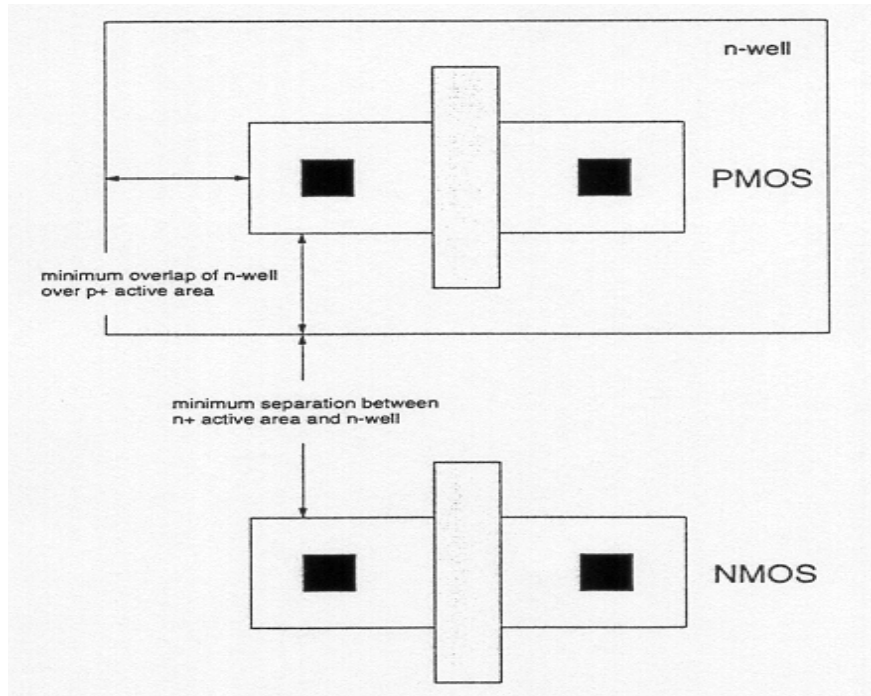 n-well
PMOS
minimum overlap of n-well
over p+ active area
minimum separation between
n+ active area and n-well
NMOS